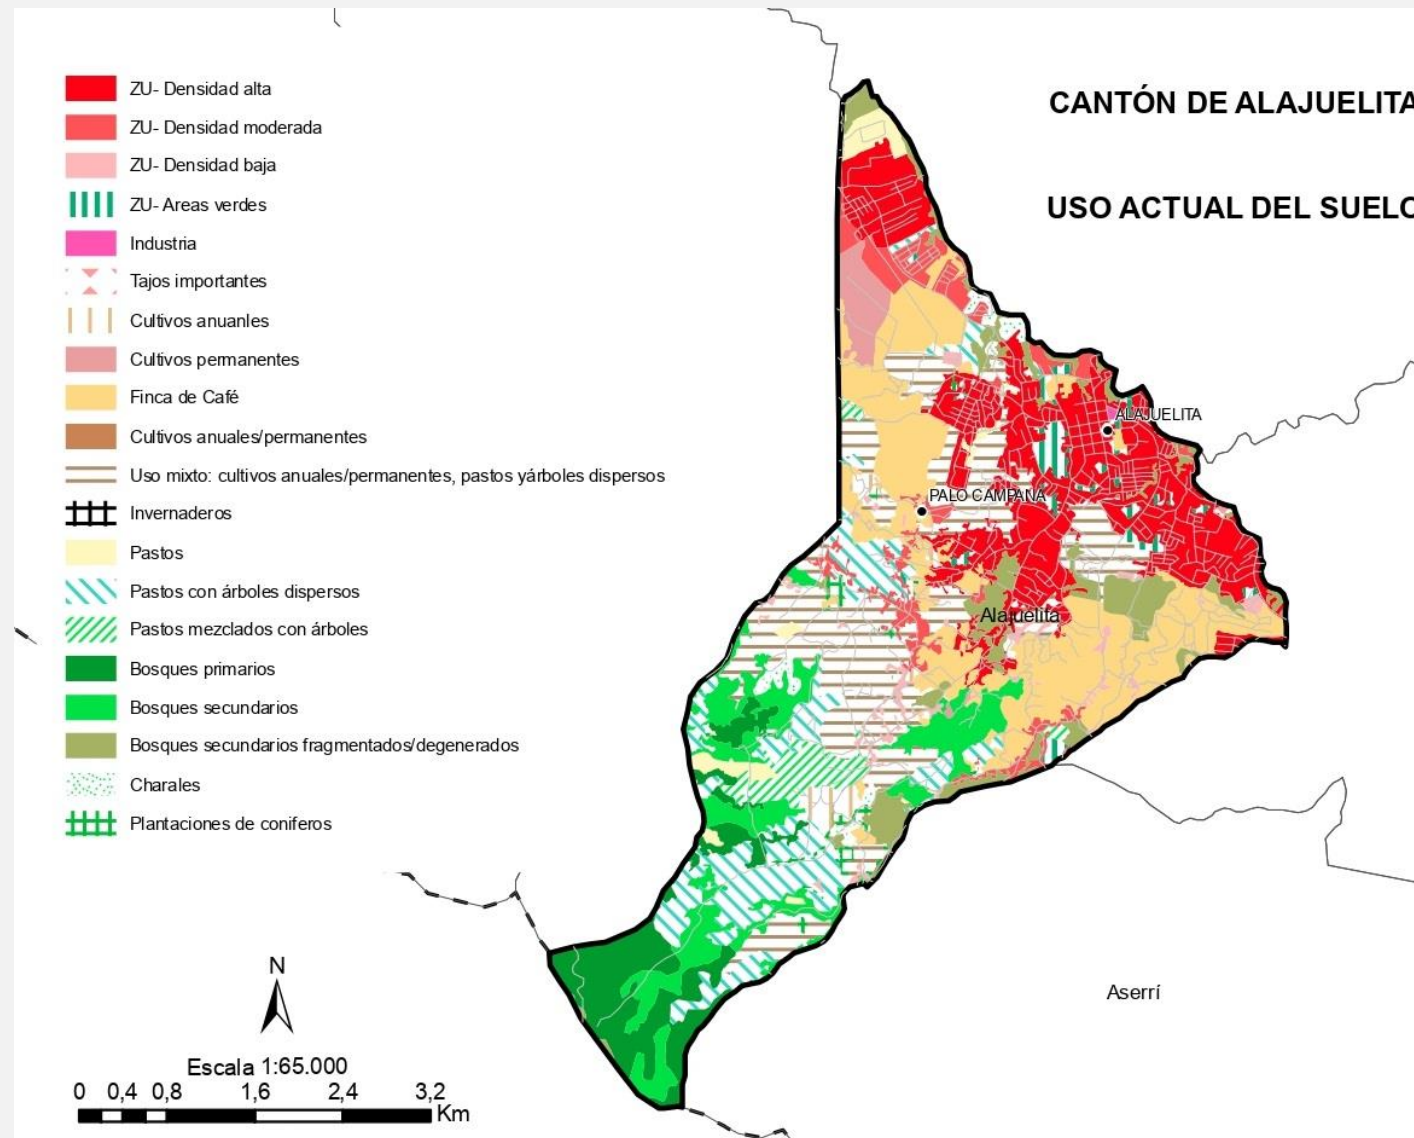 CANTÓN DE ALAJUELITA
USO ACTUAL DEL SUELO
ZU- Densidad alta
ZU- Densidad moderada
ZU- Densidad baja
ZU- Areas verdes
Industria
Tajos importantes
Cultivos anuanles
Cultivos permanentes
Finca de Café
Cultivos anuales/permanentes
Uso mixto: cultivos anuales/permanentes, pastos yárboles dispersos
Invernaderos
Pastos
Pastos con árboles dispersos
Pastos mezclados con árboles
Bosques primarios
Bosques secundarios
Bosques secundarios fragmentados/degenerados
Charales
Plantaciones de coniferos
ALAJUELITA
PALO CAMPANA
Alajuelita
Aserrí
N
Escala 1:65.000
0 0,4 0,8 1,6 2,4 3,2
Km